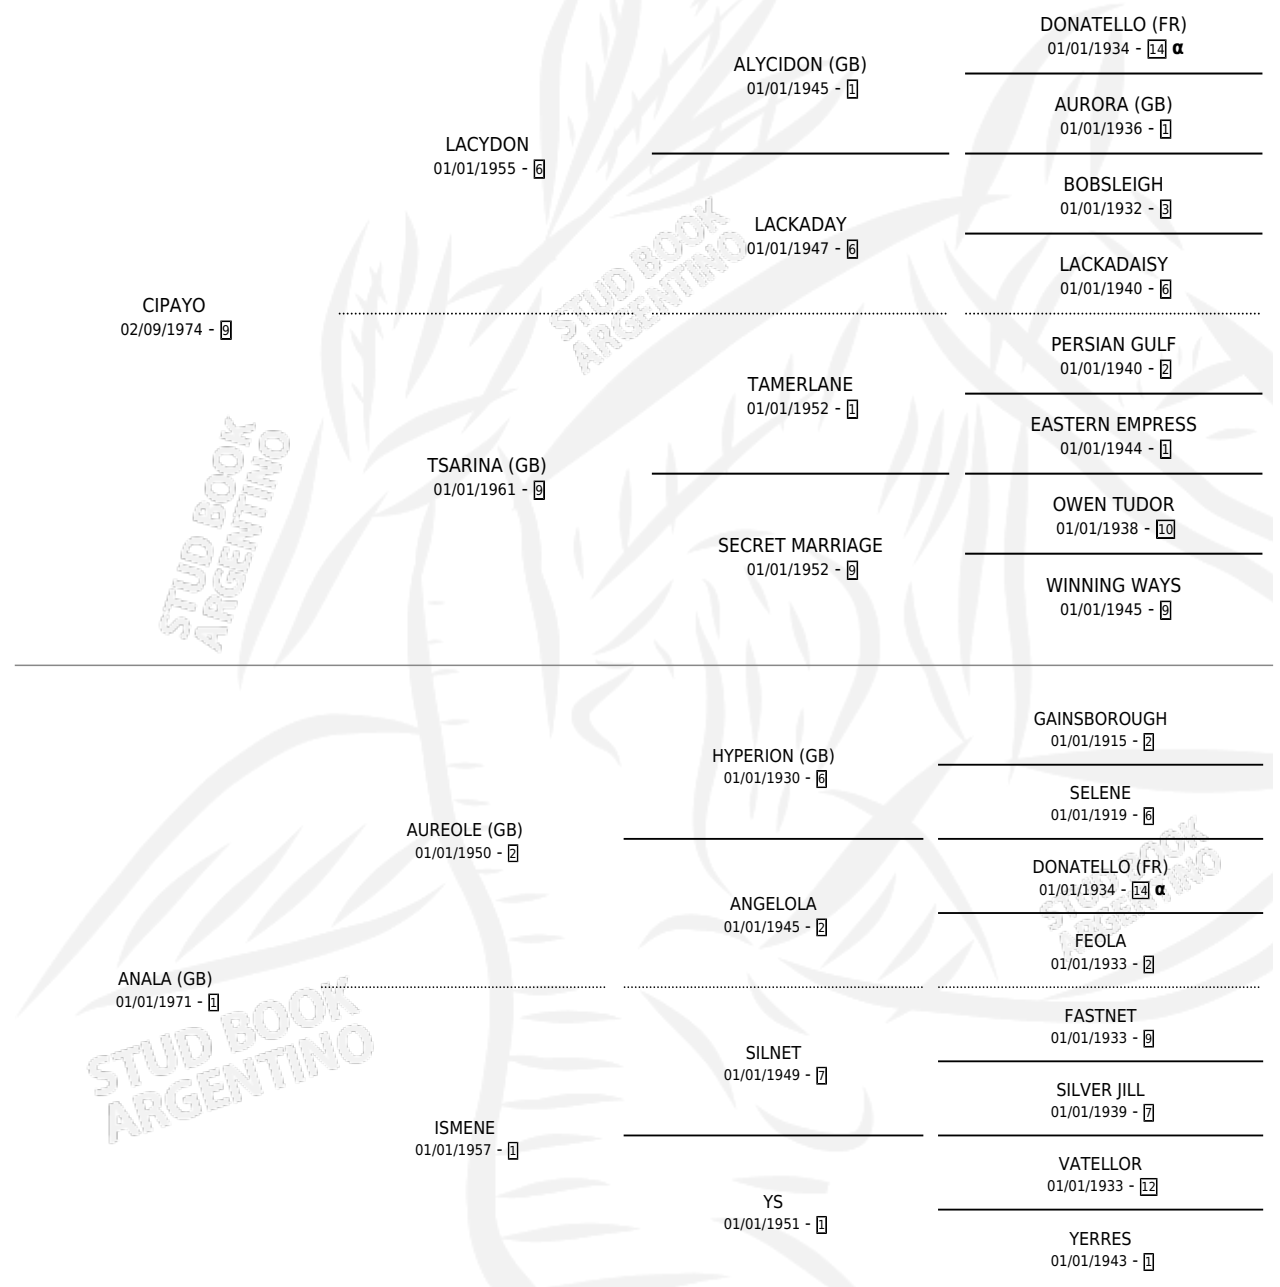 CIPAYO
02/09/1974 - 9
LACYDON
01/01/1955 - 6
ALYCIDON (GB)
01/01/1945 - 1
DONATELLO (FR)
01/01/1934 - 14 α
AURORA (GB)
01/01/1936 - 1
LACKADAY
01/01/1947 - 6
BOBSLEIGH
01/01/1932 - 3
LACKADAISY
01/01/1940 - 6
TSARINA (GB)
01/01/1961 - 9
TAMERLANE
01/01/1952 - 1
PERSIAN GULF
01/01/1940 - 2
EASTERN EMPRESS
01/01/1944 - 1
SECRET MARRIAGE
01/01/1952 - 9
OWEN TUDOR
01/01/1938 - 10
WINNING WAYS
01/01/1945 - 9
ANALA (GB)
01/01/1971 - 1
AUREOLE (GB)
01/01/1950 - 2
HYPERION (GB)
01/01/1930 - 6
GAINSBOROUGH
01/01/1915 - 2
SELENE
01/01/1919 - 6
ANGELOLA
01/01/1945 - 2
DONATELLO (FR)
01/01/1934 - 14 α
FEOLA
01/01/1933 - 2
ISMENE
01/01/1957 - 1
SILNET
01/01/1949 - 7
FASTNET
01/01/1933 - 9
SILVER JILL
01/01/1939 - 7
YS
01/01/1951 - 1
VATELLOR
01/01/1933 - 12
YERRES
01/01/1943 - 1
STUD BOOK
ARGENTINO
STUD BOOK
ARGENTINO
STUD BOOK
ARGENTINO
STUD BOOK
ARGENTINO